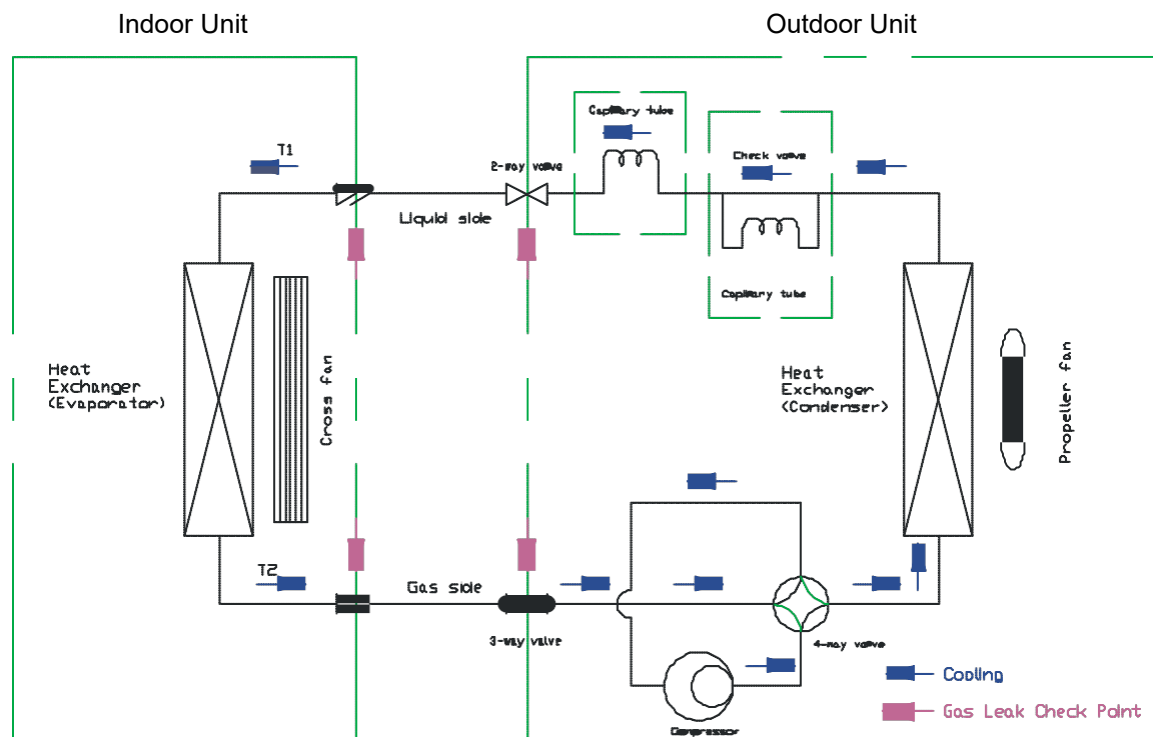 Indoor Unit
Outdoor Unit
Capillary tube
T1
2-way valve
Check valve
Liquid side
Capillary tube
Heat
Exchanger
(Evaporator)
Cross fan
Heat
Exchanger
(Condenser)
Propeller fan
T2
Gas side
3-way valve
4-way valve
Cooling
Gas Leak Check Point
Compressor